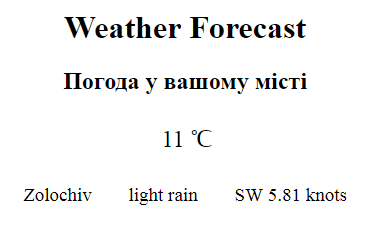 Weather Forecast
Погода у вашому місті
11 ℃
Zolochiv light rain SW 5.81 knots